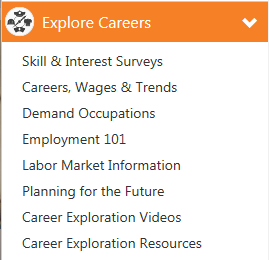 Explore Careers
Skill & Interest Surveys
Careers, Wages & Trends
Demand Occupations
Employment 101
Labor Market Information
Planning for the Future
Career Exploration Videos
Career Exploration Resources